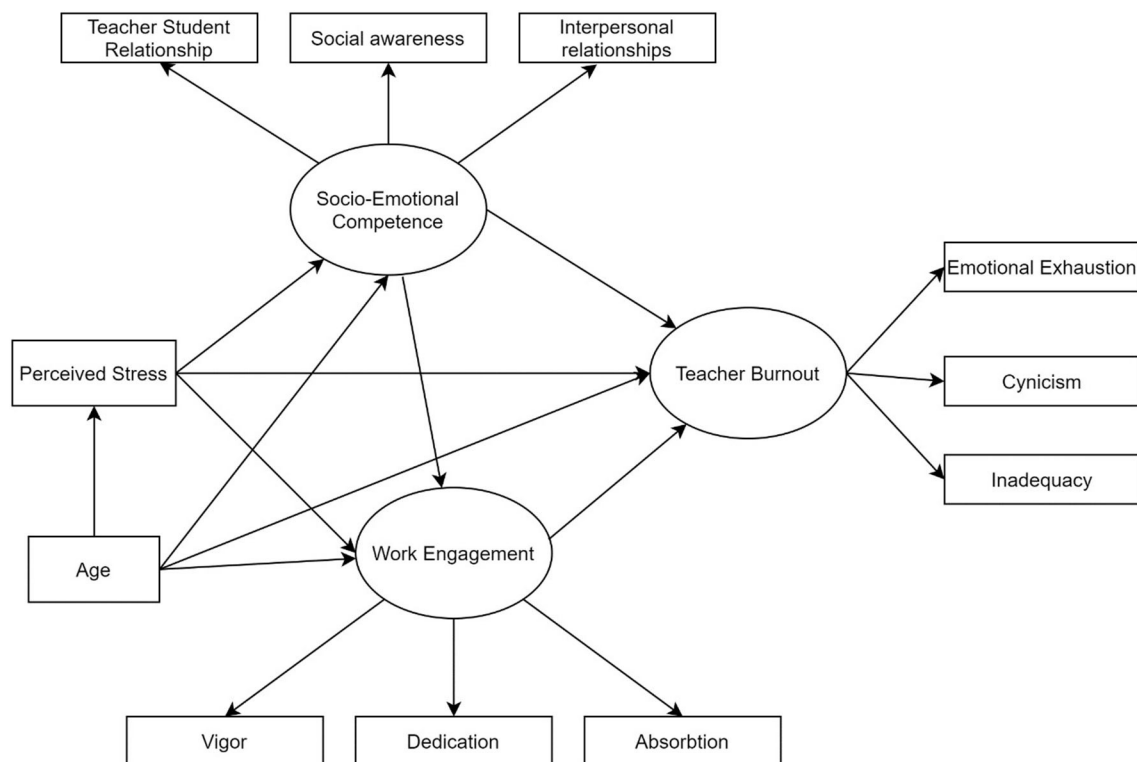 Teacher Student
Relationship
Social awareness
Interpersonal
relationships
Socio-Emotional
Competence
Emotional Exhaustion
Perceived Stress
Teacher Burnout
Cynicism
Inadequacy
Age
Work Engagement
Vigor
Dedication
Absorbtion